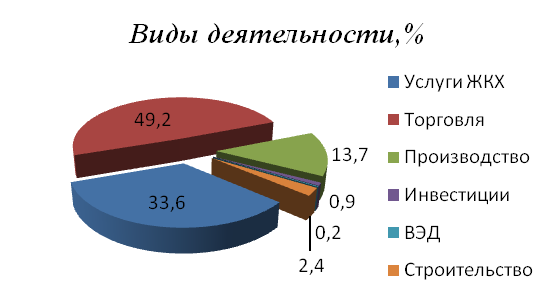 Виды деятельности,%
49,2
13,7
33,6
0,9
0,2
2,4
Услуги ЖКХ
Торговля
Производство
Инвестиции
ВЭД
Строительство